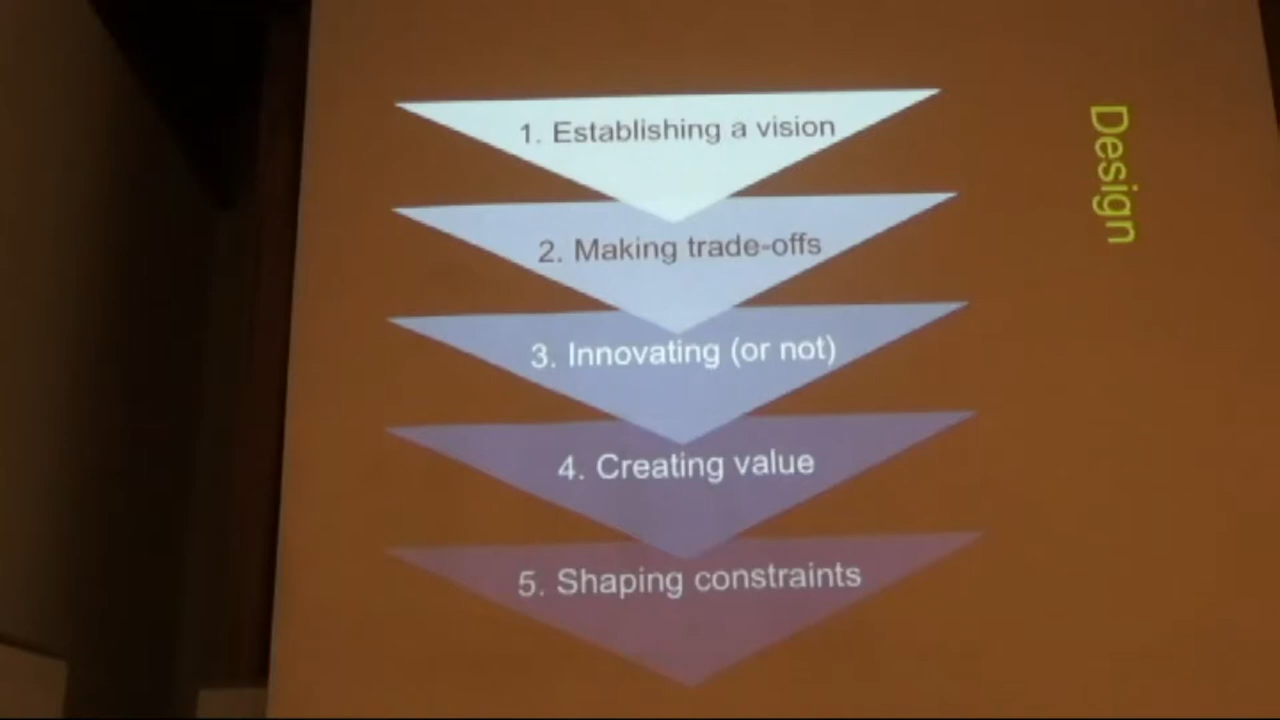 1. Establishing a vision
2. Making trade-offs
3. Innovating (or not)
4. Creating value
5. Shaping constraints
Design